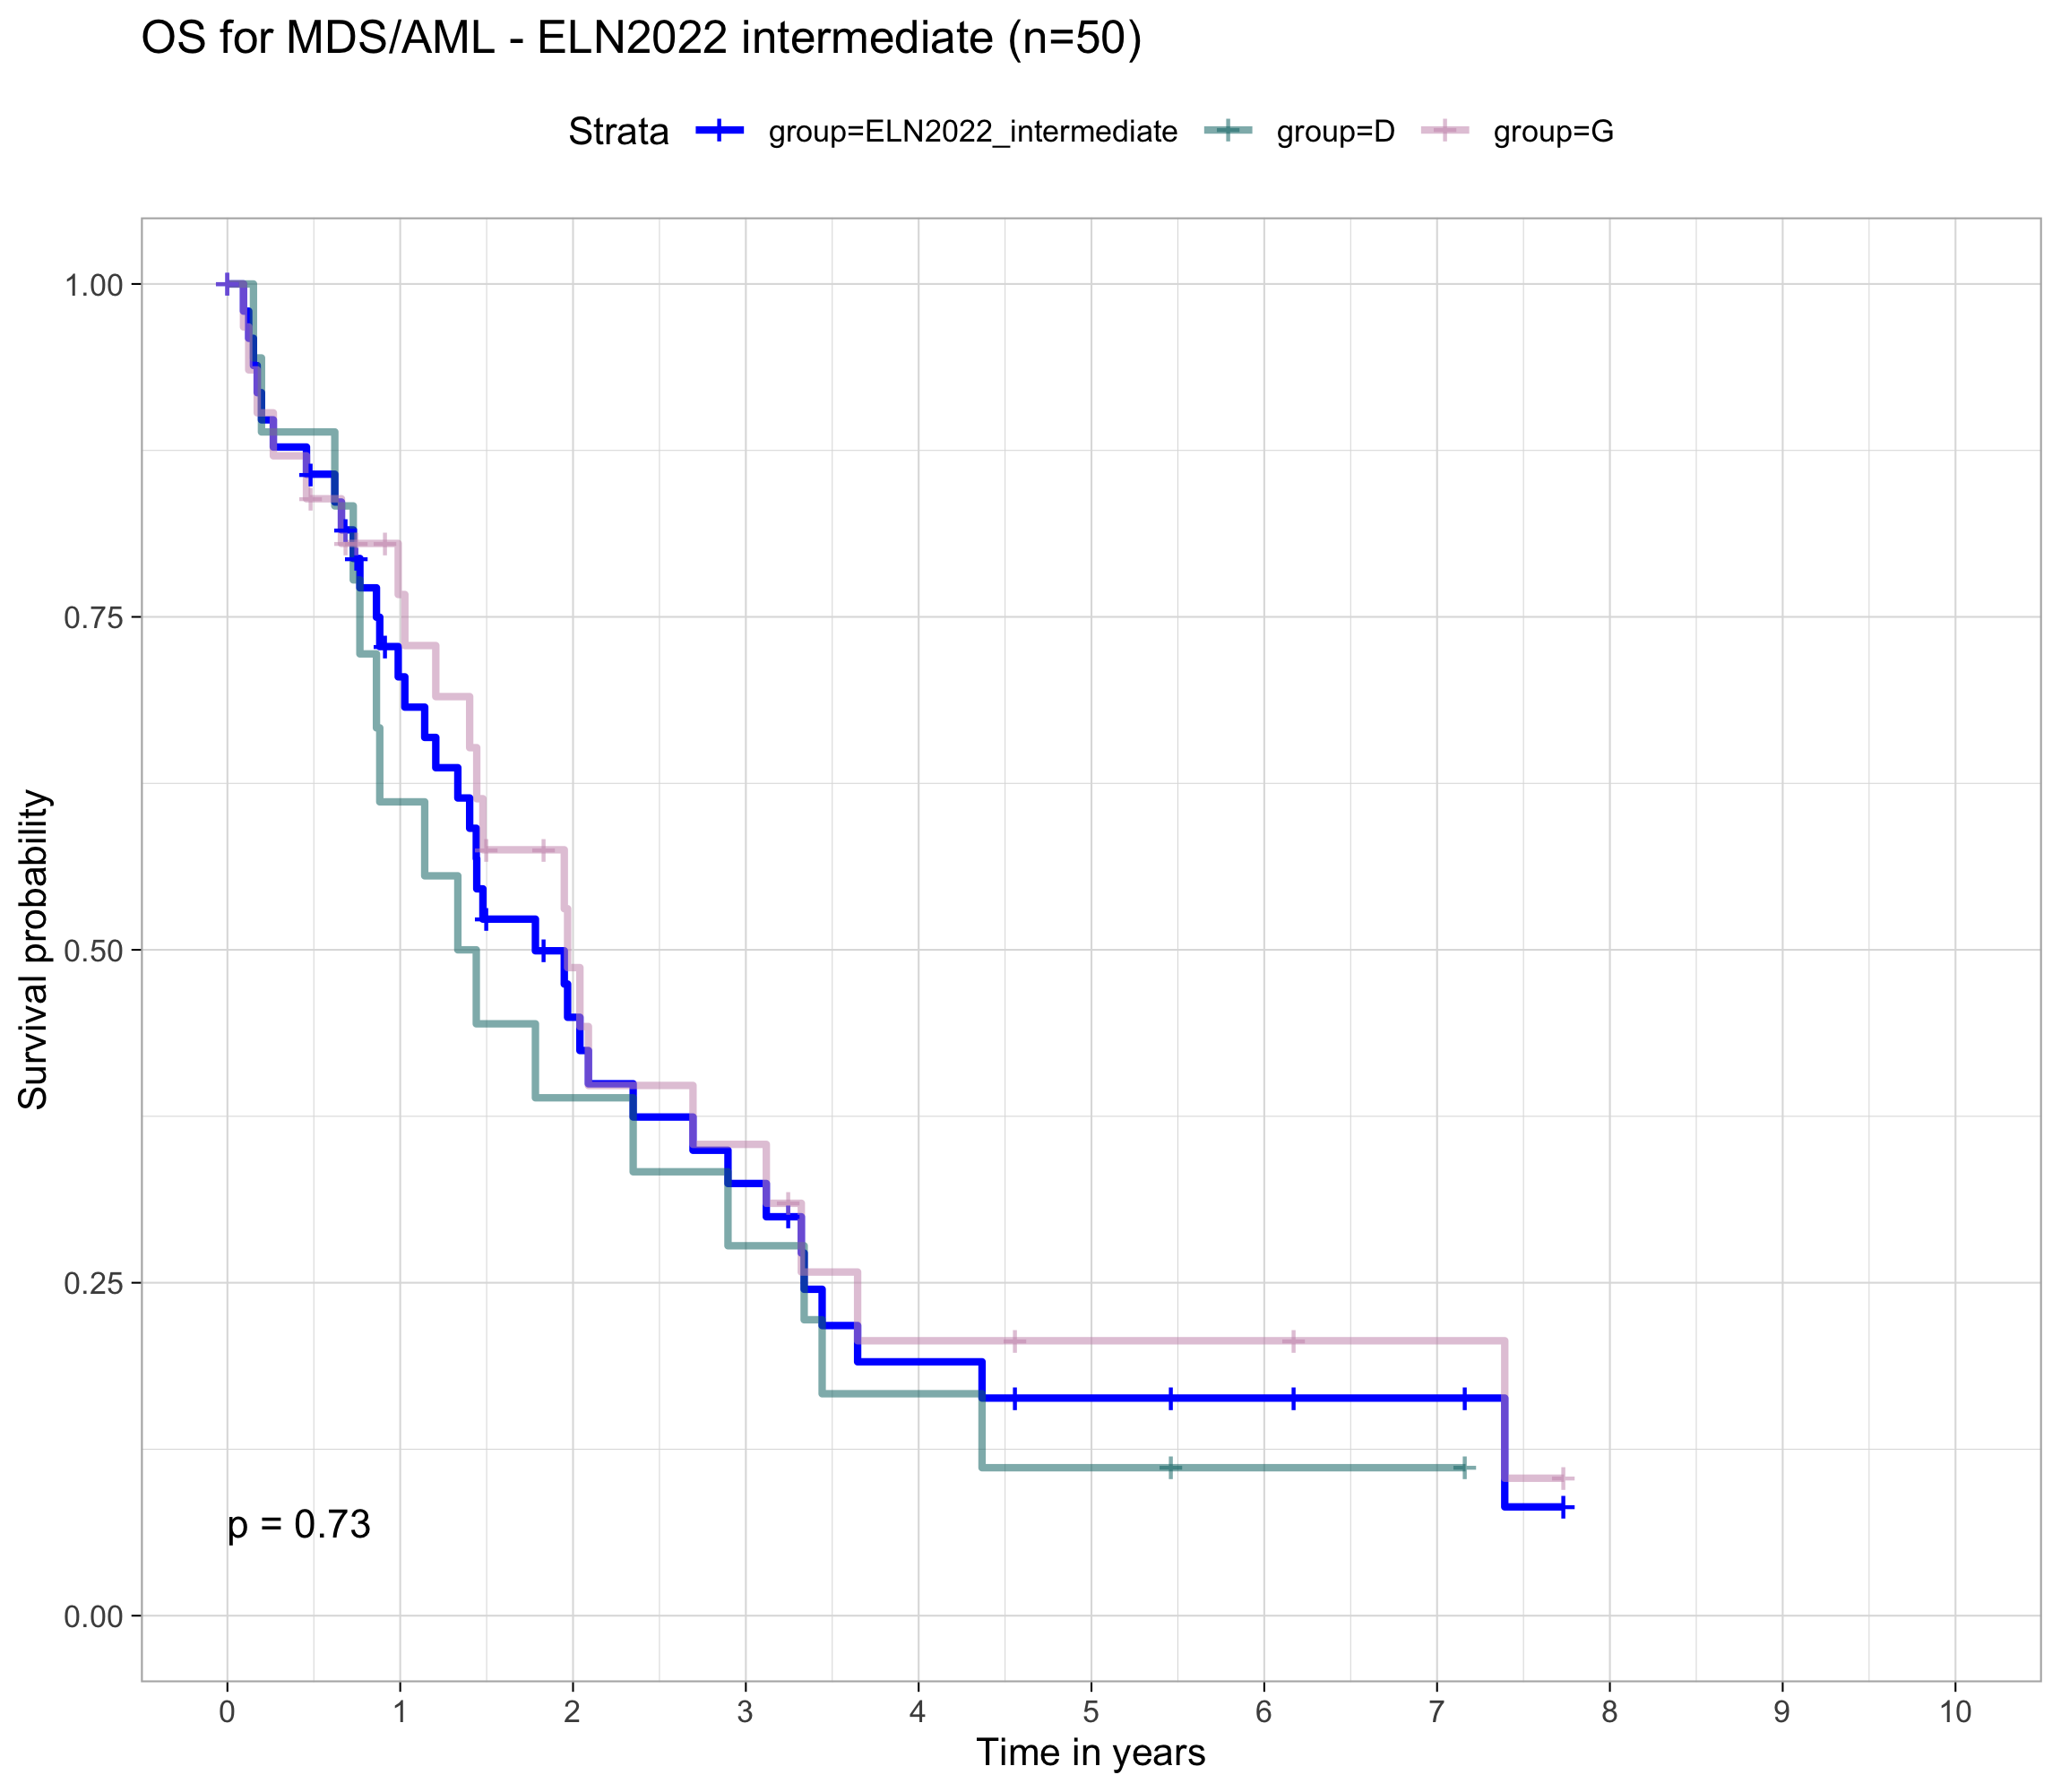 OS for MDS/AML - ELN2022 intermediate (n=50)
Strata group=ELN2022_intermediate group=D group=G
Survival probability
1.00
0.75
0.50
0.25
0.00
p = 0.73
0 1 2 3 4 5 6 7 8 9 10
Time in years